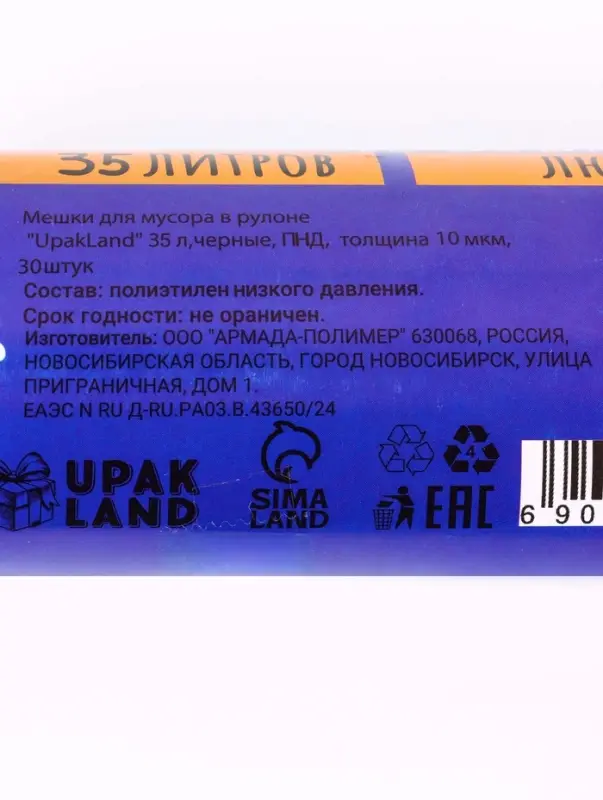 35 ЛИТРОВ
Мешки для мусора в рулоне
"UpakLand" 35 л,черные, ПНД, толщина 10 мкм,
30штук
Состав: полиэтилен низкого давления.
Срок годности: не ораничен.
Изготовитель: ООО "АРМАДА-ПОЛИМЕР" 630068, РОССИЯ,
НОВОСИБИРСКАЯ ОБЛАСТЬ, ГОРОД НОВОСИБИРСК, УЛИЦА
ПРИГРАНИЧНАЯ, ДОМ 1.
ЕАЭС N RU Д-RU.РА03.В.43650/24
UPAK
LAND
SIMA
LAND
4
EAC
690